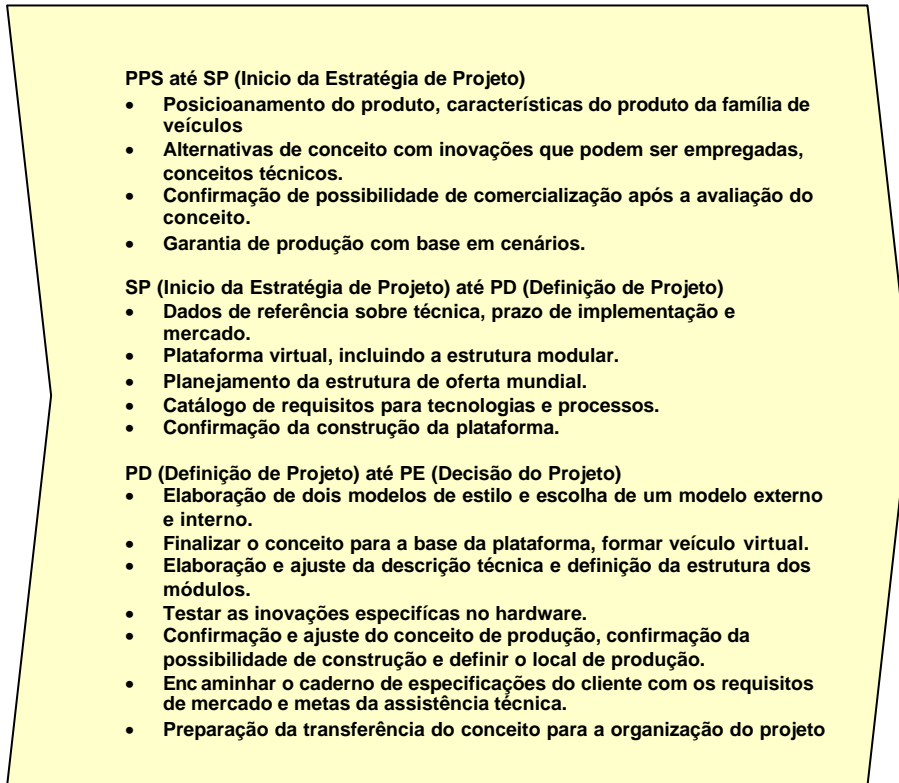 PPS até SP (Inicio da Estratégia de Projeto)
• Posicioanamento do produto, características do produto da família de
veículos
• Alternativas de conceito com inovações que podem ser empregadas,
conceitos técnicos.
• Confirmação de possibilidade de comercialização após a avaliação do
conceito.
• Garantia de produção com base em cenários.
SP (Inicio da Estratégia de Projeto) até PD (Definição de Projeto)
• Dados de referência sobre técnica, prazo de implementação e
mercado.
• Plataforma virtual, incluindo a estrutura modular.
• Planejamento da estrutura de oferta mundial.
• Catálogo de requisitos para tecnologias e processos.
• Confirmação da construção da plataforma.
PD (Definição de Projeto) até PE (Decisão do Projeto)
• Elaboração de dois modelos de estilo e escolha de um modelo externo
e interno.
• Finalizar o conceito para a base da plataforma, formar veículo virtual.
• Elaboração e ajuste da descrição técnica e definição da estrutura dos
módulos.
• Testar as inovações especifícas no hardware.
• Confirmação e ajuste do conceito de produção, confirmação da
possibilidade de construção e definir o local de produção.
• Enc aminhar o caderno de especificações do cliente com os requisitos
de mercado e metas da assistência técnica.
• Preparação da transferência do conceito para a organização do projeto